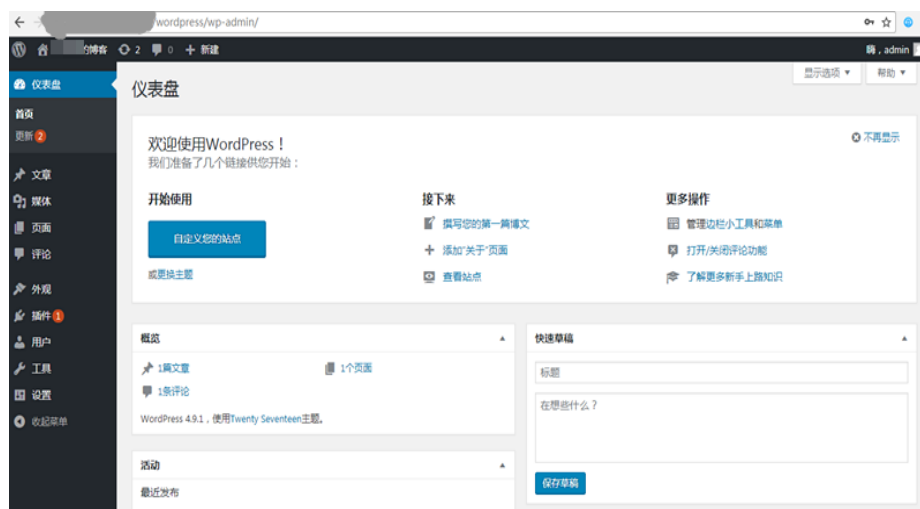 /wordpress/wp-admin/
的博客 2 0 + 新建 嗨 , admin
仪表盘
首页
更新 2
文章
媒体
页面
评论
外观
插件 1
用户
工具
设置
收起菜单
显示选项 ▼ 帮助 ▼
仪表盘
欢迎使用WordPress！
我们准备了几个链接供您开始：
不再显示
开始使用
自定义您的站点
或更换主题
接下来
撰写您的第一篇博文
添加“关于”页面
查看站点
更多操作
管理边栏小工具和菜单
打开/关闭评论功能
了解更多新手上路知识
概览
1篇文章 1个页面
1条评论
WordPress 4.9.1，使用Twenty Seventeen主题。
活动
最近发布
快速草稿
标题
在想些什么？
保存草稿